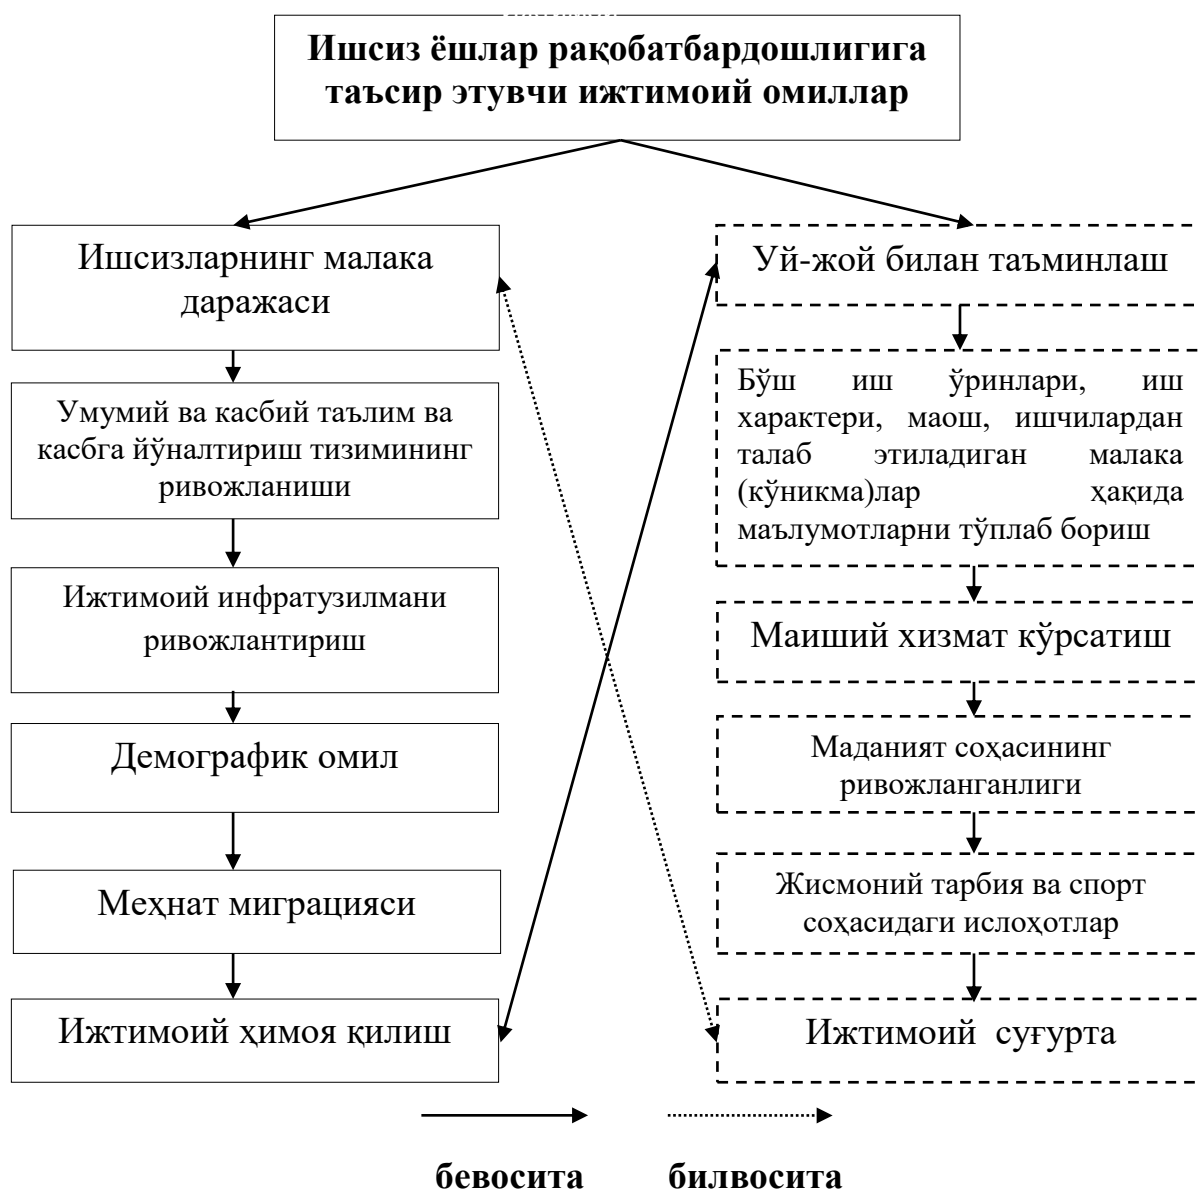 Ишсиз ёшлар рақобатбардошлигига
таъсир этувчи ижтимоий омиллар
Ишсизларнинг малака
даражаси
Умумий ва касбий таълим ва
касбга йўналтириш тизимининг
ривожланиши
Ижтимоий инфратузилмани
ривожлантириш
Демографик омил
Меҳнат миграцияси
Ижтимоий ҳимоя қилиш
Уй-жой билан таъминлаш
Бўш иш ўринлари, иш
характери, маош, ишчилардан
талаб этиладиган малака
(кўникма)лар ҳақида
маълумотларни тўплаб бориш
Маиший хизмат кўрсатиш
Маданият соҳасининг
ривожланганлиги
Жисмоний тарбия ва спорт
соҳасидаги ислоҳотлар
Ижтимоий суғурта
бевосита
билвосита